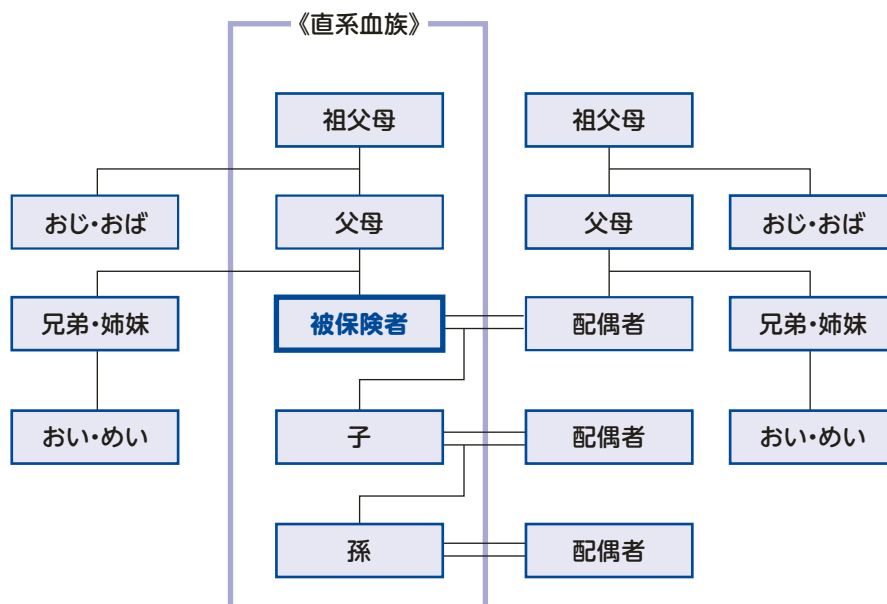 《直系血族》
祖父母
祖父母
おじ・おば
父母
父母
おじ・おば
兄弟・姉妹
被保険者
配偶者
兄弟・姉妹
おい・めい
子
配偶者
おい・めい
孫
配偶者